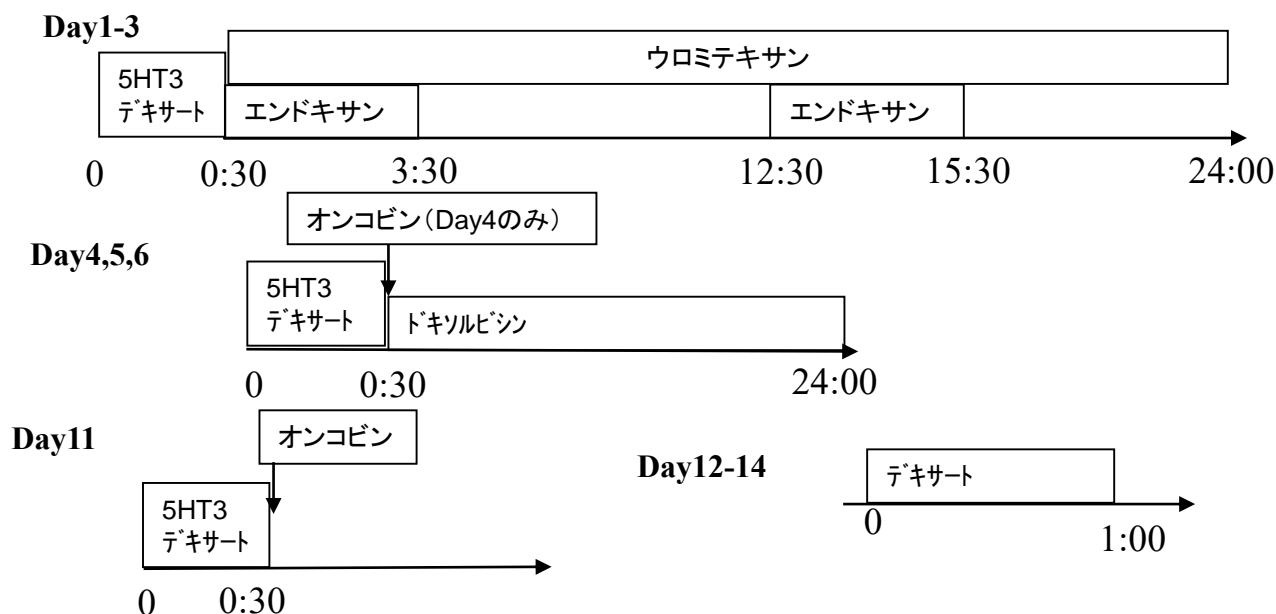 Day1-3
ウロミテキサン
5HT3
デキサート
エンドキサン
エンドキサン
0
0:30
3:30
12:30
15:30
24:00
オンコビン（Day4のみ）
Day4,5,6
5HT3
デキサート
ドキソルビシン
0
0:30
24:00
Day11
オンコビン
5HT3
デキサート
0
0:30
Day12-14
デキサート
0
1:00